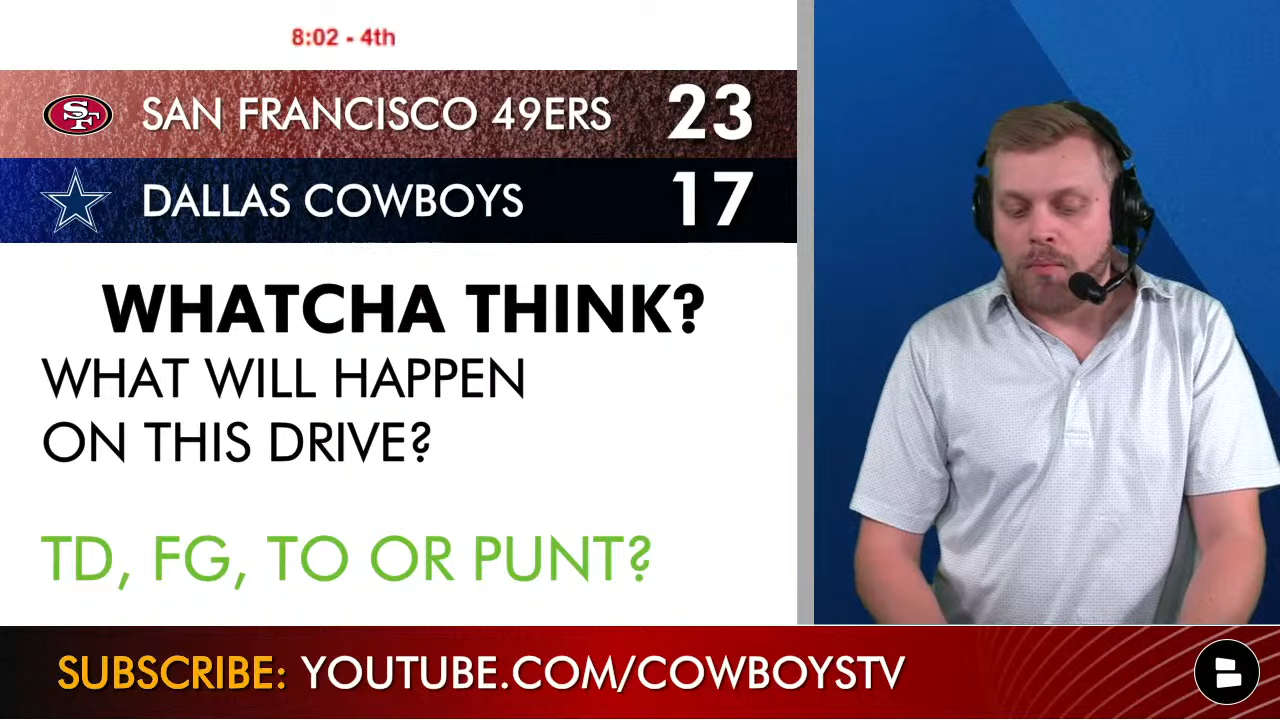 8:02 - 4th
SF SAN FRANCISCO 49ERS 23
DALLAS COWBOYS 17
WHATCHA THINK?
WHAT WILL HAPPEN
ON THIS DRIVE?
TD, FG, TO OR PUNT?
SUBSCRIBE: YOUTUBE.COM/COWBOYSTV